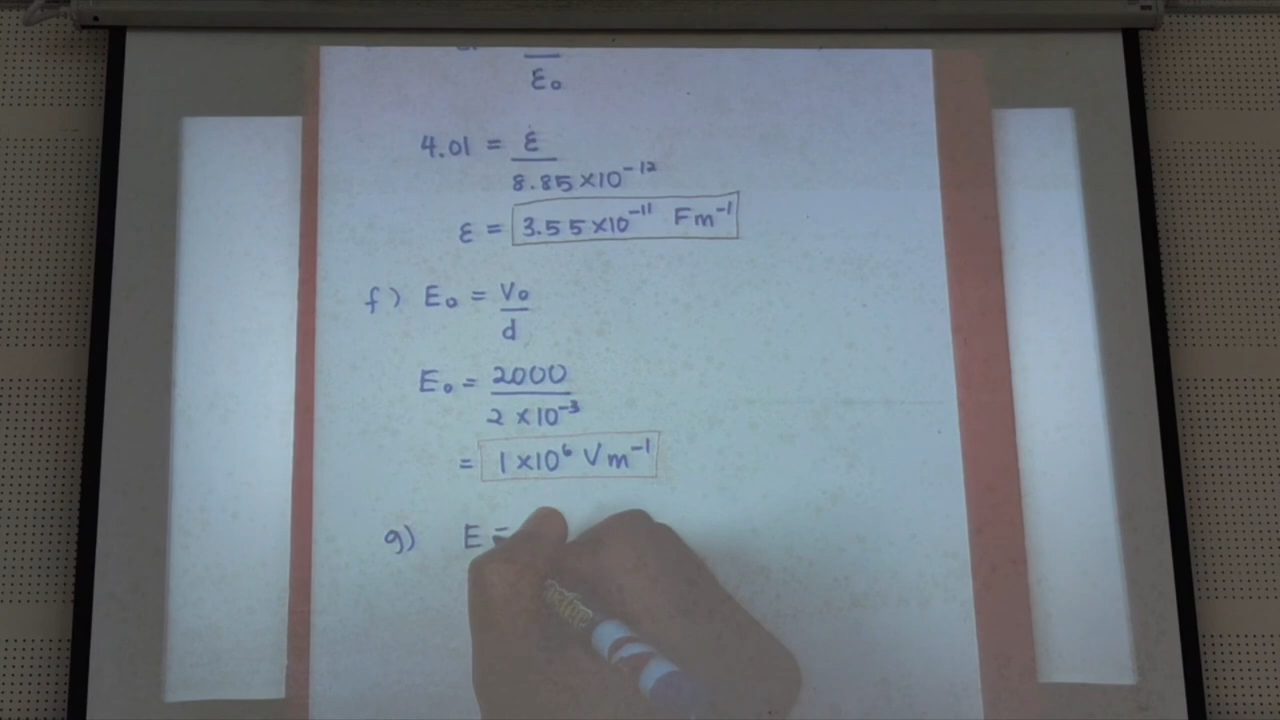 ε₀
4.01 = ε
8.85 ×10⁻¹²
ε = 3.55 ×10⁻¹¹ Fm⁻¹
f) E₀ = V₀
d
E₀ = 2000
2 ×10⁻³
= 1 ×10⁶ Vm⁻¹
g) E =